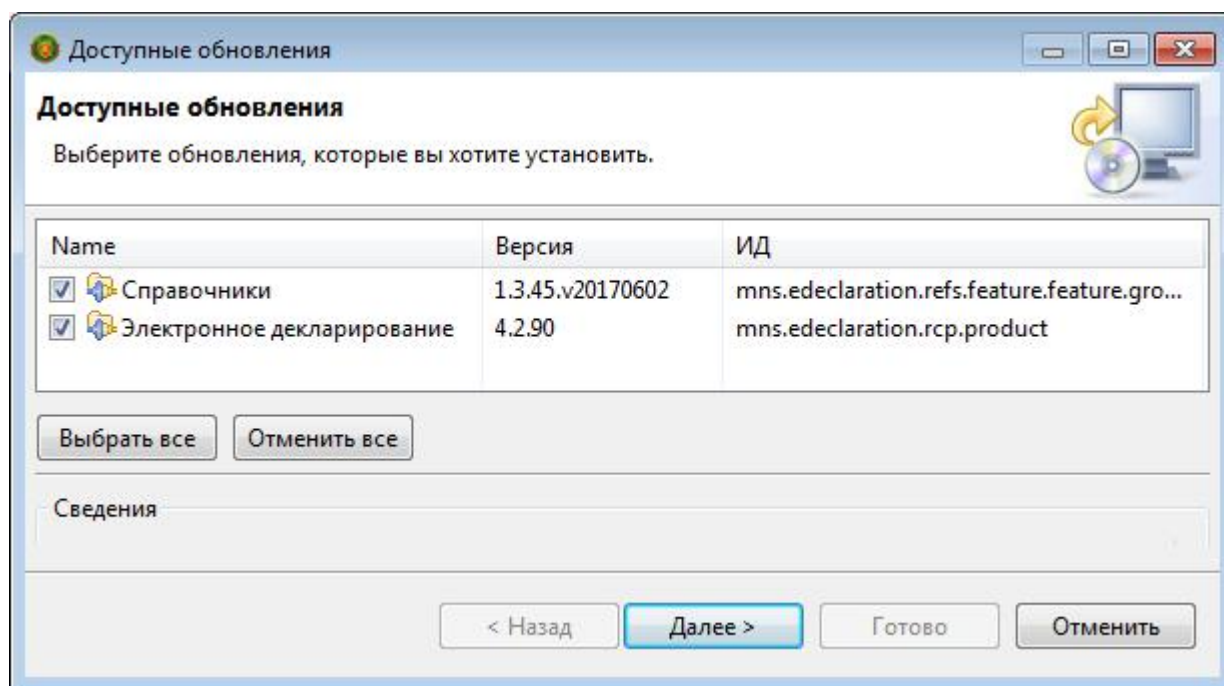 Доступные обновления
Доступные обновления
Выберите обновления, которые вы хотите установить.
Name Версия ИД
Справочники 1.3.45.v20170602 mns.edeclaration.refs.feature.feature.gro...
Электронное декларирование 4.2.90 mns.edeclaration.rcp.product
Выбрать все Отменить все
Сведения
< Назад Далее > Готово Отменить